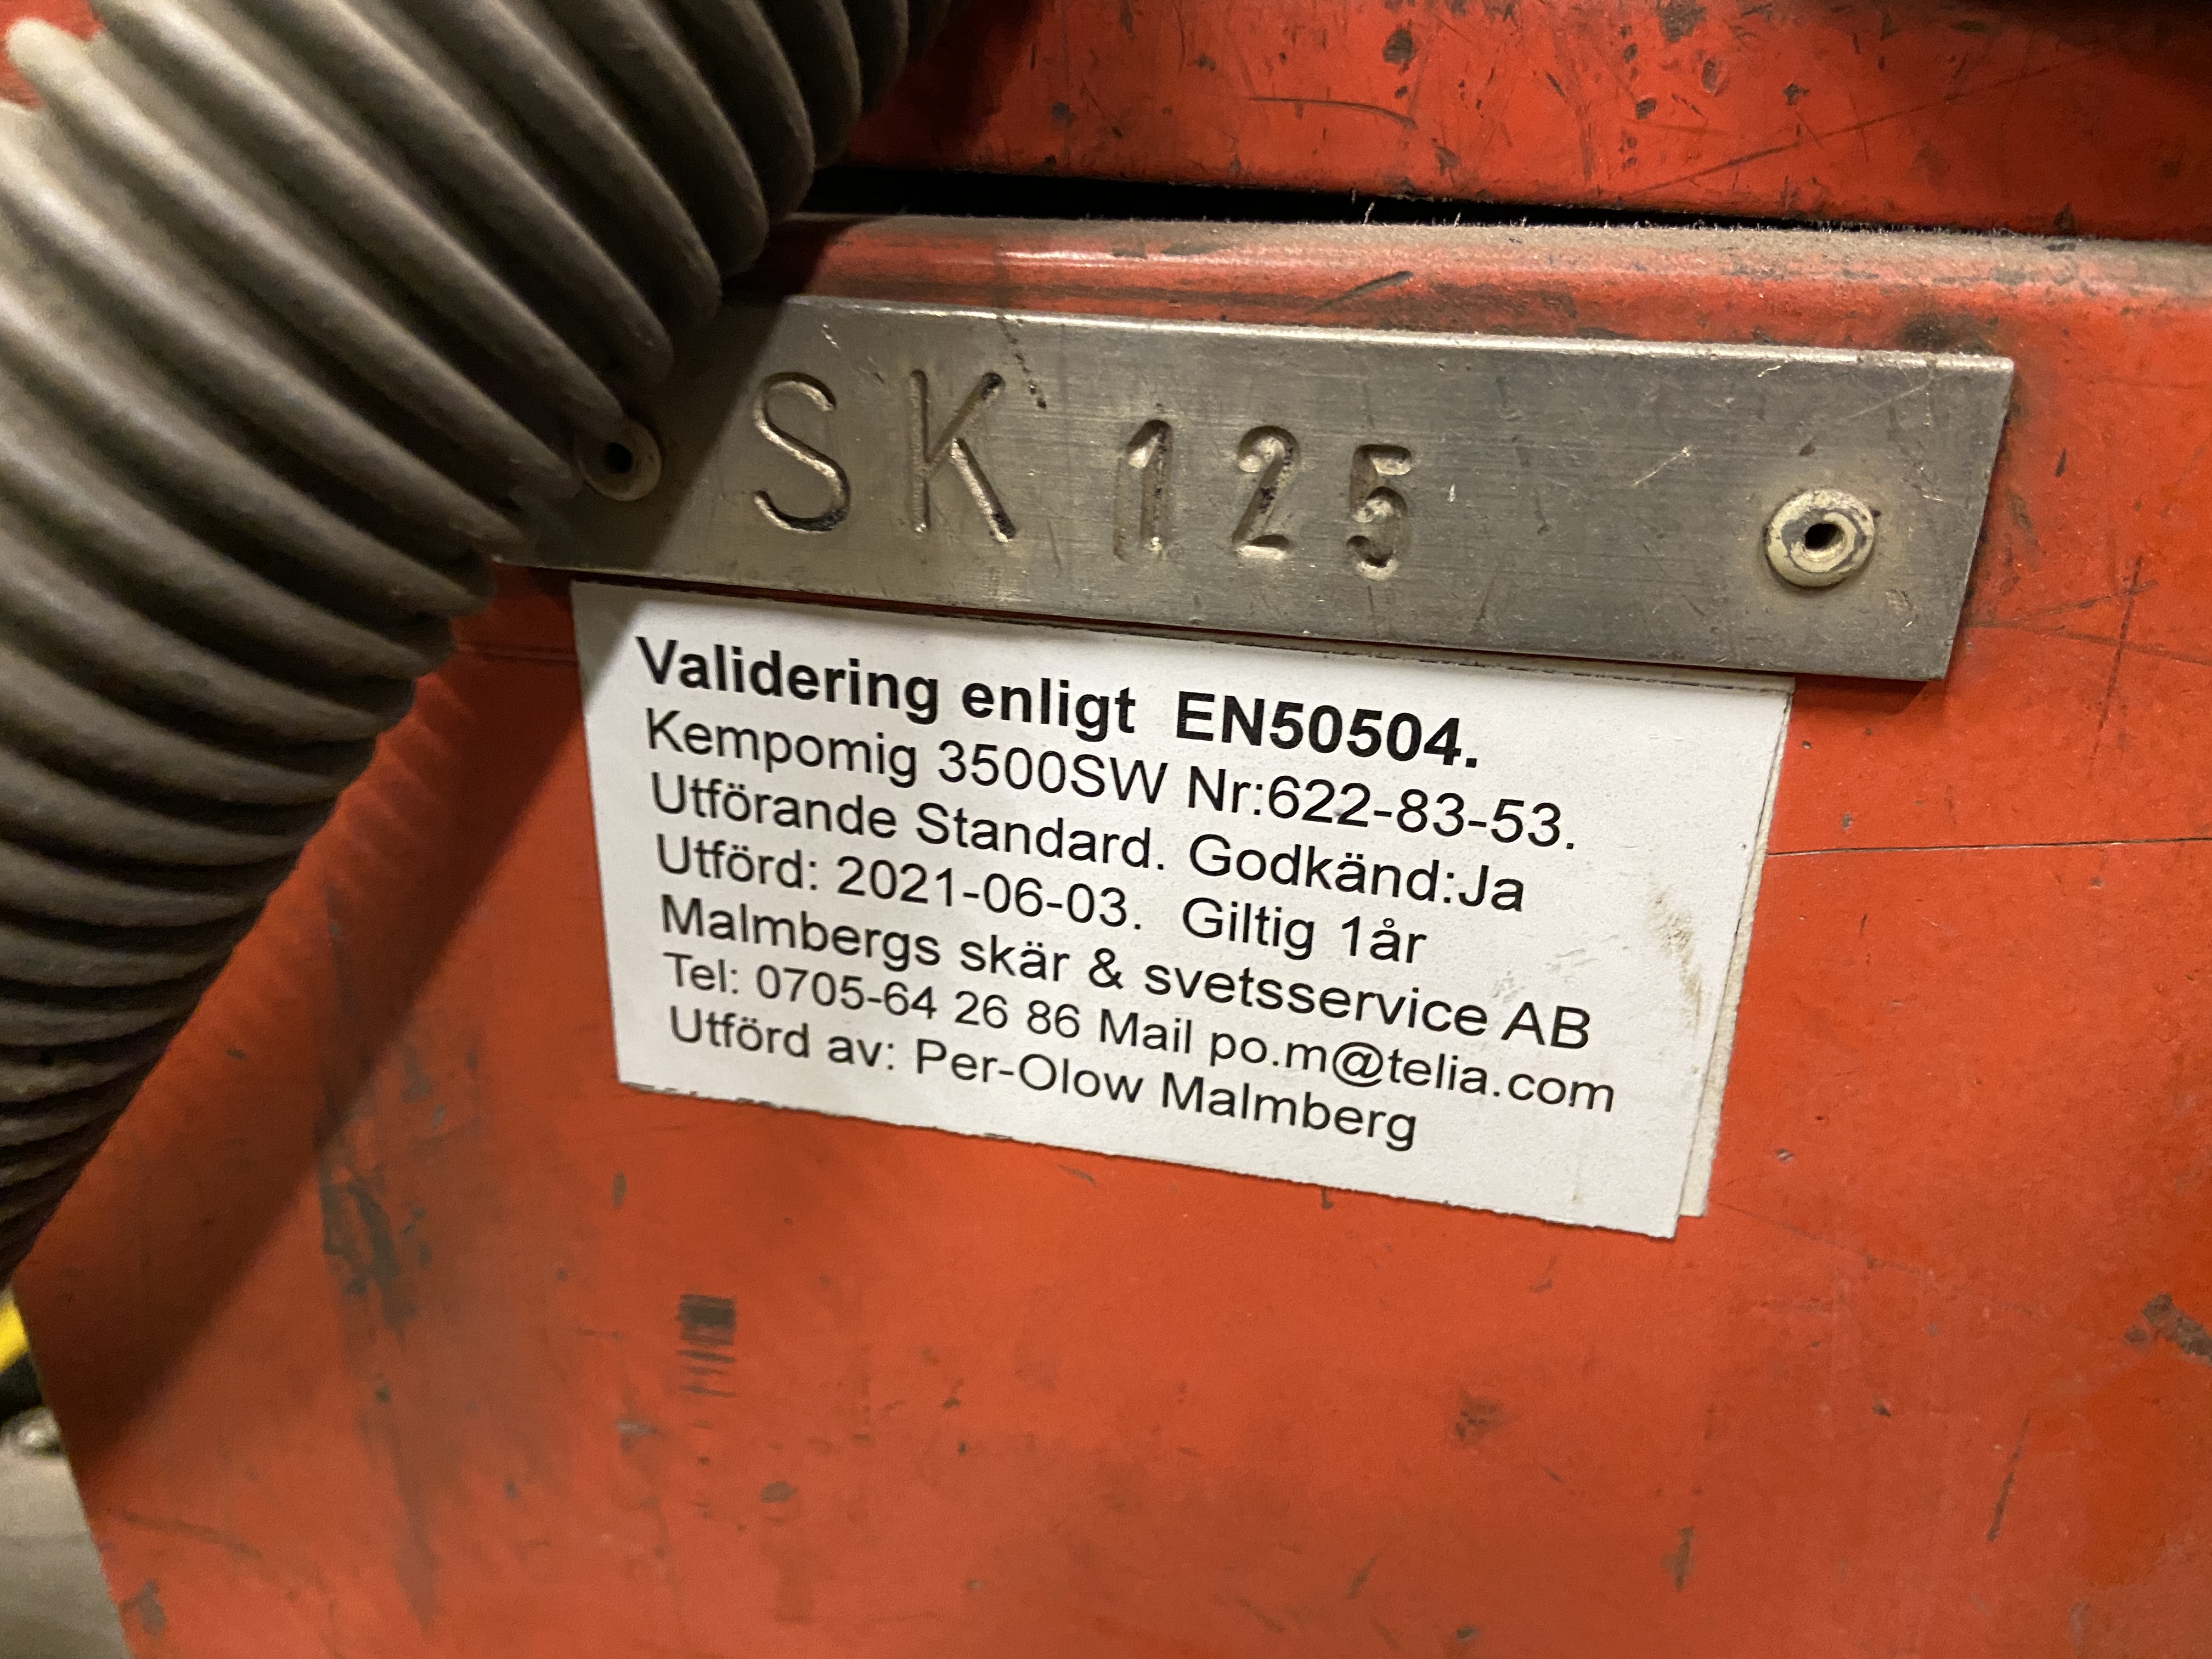 SK 125
Validering enligt EN50504.
Kempomig 3500SW Nr:622-83-53.
Utförande Standard. Godkänd:Ja
Utförd: 2021-06-03. Giltig 1år
Malmbergs skär & svetsservice AB
Tel: 0705-64 26 86 Mail po.m@telia.com
Utförd av: Per-Olow Malmberg